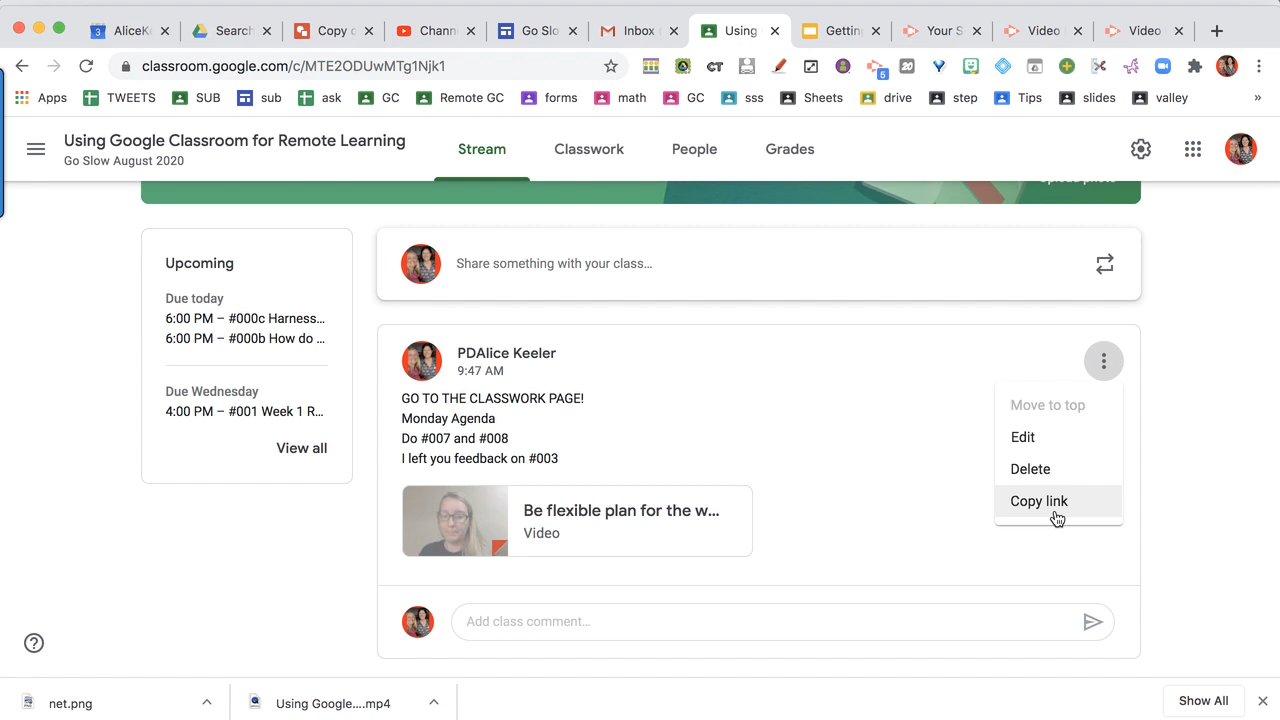 AliceK
Search
Copy o
Chann
Go Slo
Inbox (
Using
Gettin
Your S
Video
Video
classroom.google.com/c/MTE2ODUwMTg1Njk1
Apps
TWEETS
SUB
sub
ask
GC
Remote GC
forms
math
GC
sss
Sheets
drive
step
Tips
slides
valley
»
Using Google Classroom for Remote Learning
Go Slow August 2020
Stream
Classwork
People
Grades
Upload photo
Upcoming
Due today
6:00 PM – #000c Harness...
6:00 PM – #000b How do ...
Due Wednesday
4:00 PM – #001 Week 1 R...
View all
Share something with your class...
PDAlice Keeler
9:47 AM
GO TO THE CLASSWORK PAGE!
Monday Agenda
Do #007 and #008
I left you feedback on #003
Be flexible plan for the w...
Video
Move to top
Edit
Delete
Copy link
Add class comment...
net.png
Using Google....mp4
Show All